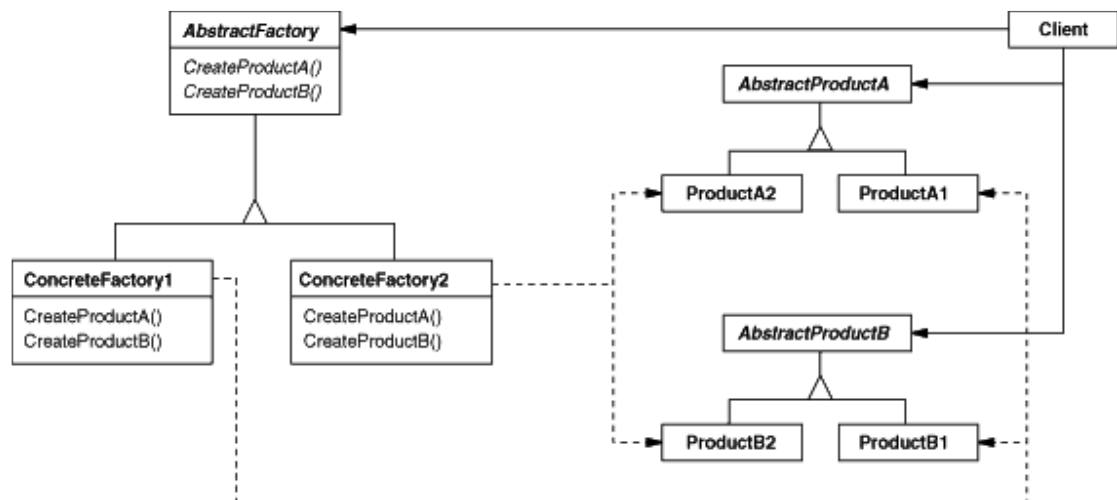 AbstractFactory
CreateProductA()
CreateProductB()
Client
AbstractProductA
ProductA2
ProductA1
ConcreteFactory1
CreateProductA()
CreateProductB()
ConcreteFactory2
CreateProductA()
CreateProductB()
AbstractProductB
ProductB2
ProductB1